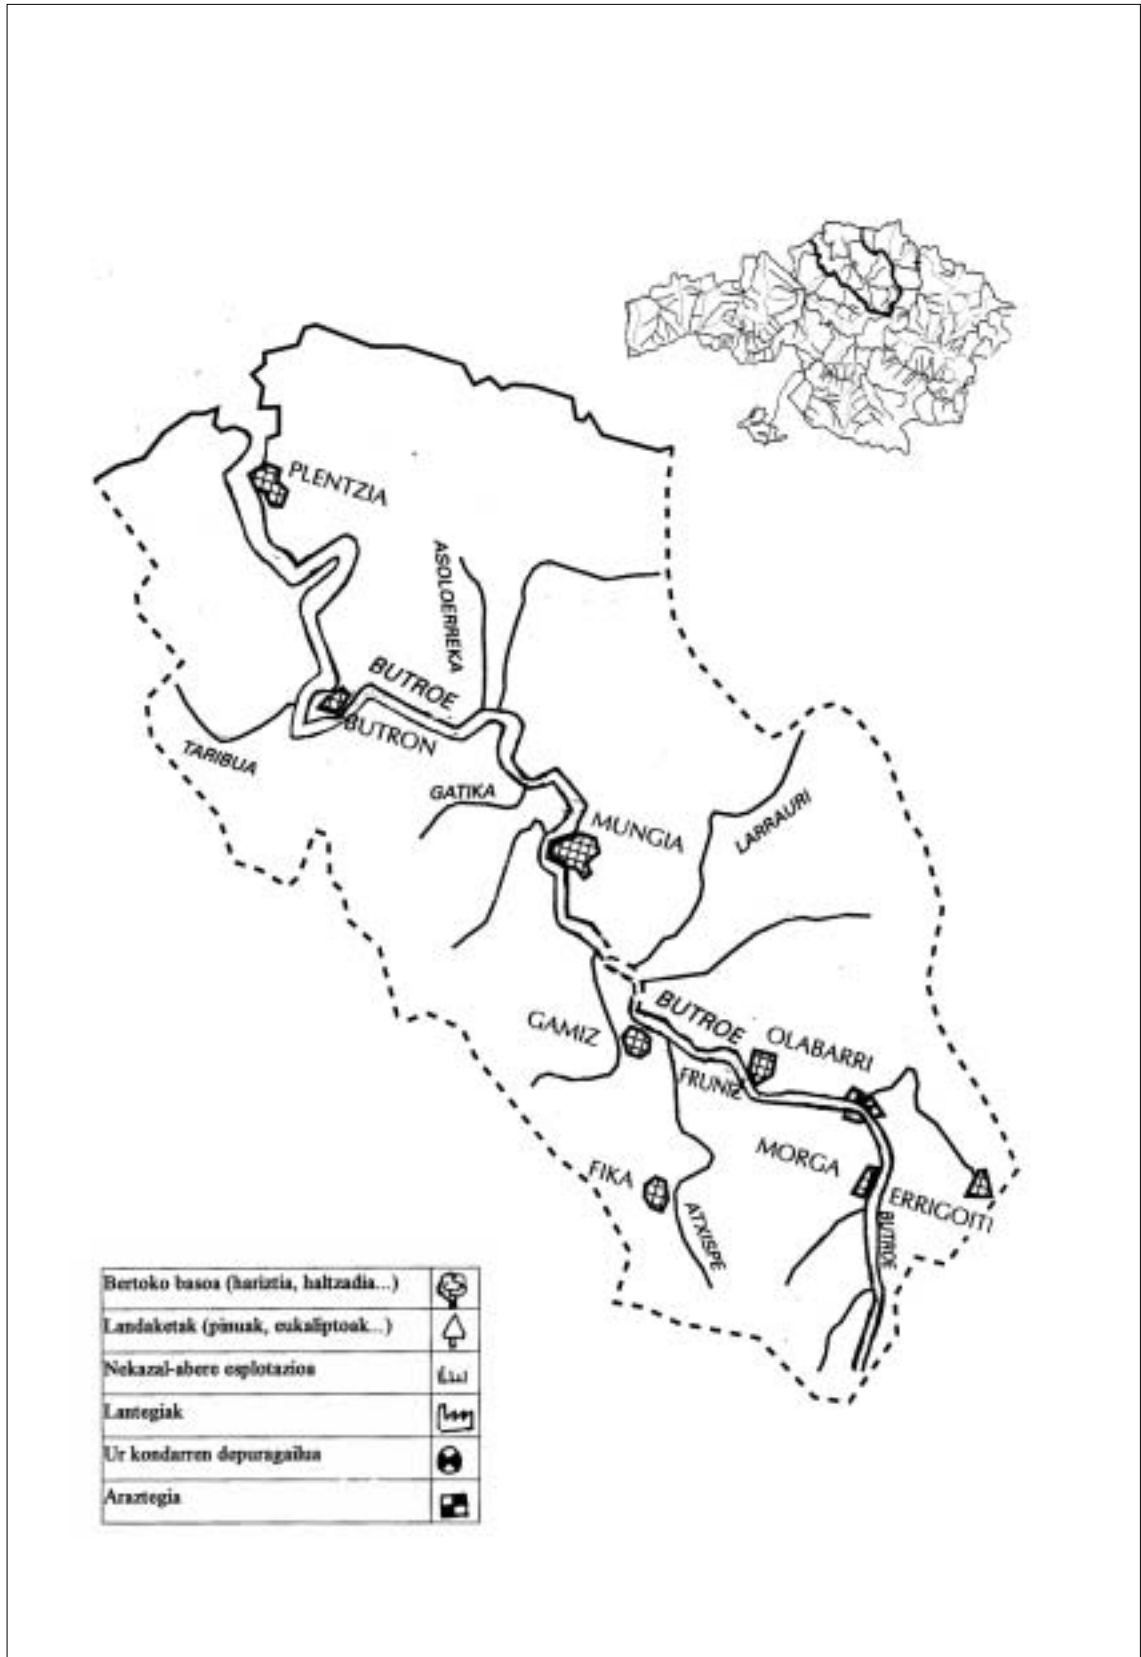 PLENTZIA
ASOLOERREKA
BUTROE
BUTRON
TARIBUA
GATIKA
MUNGIA
LARRAURI
BUTROE
GAMIZ
OLABARRI
FRUNIZ
MORGA
FIKA
ERRIGOITI
ATXISPE
BUTROE
Bertoko basoa (hariztia, haltzadia...)
Landaketak (pinuak, eukaliptoak...)
Nekazal-abere esplotazioa
Lantegiak
Ur kondarren depuragailua
Araztegia